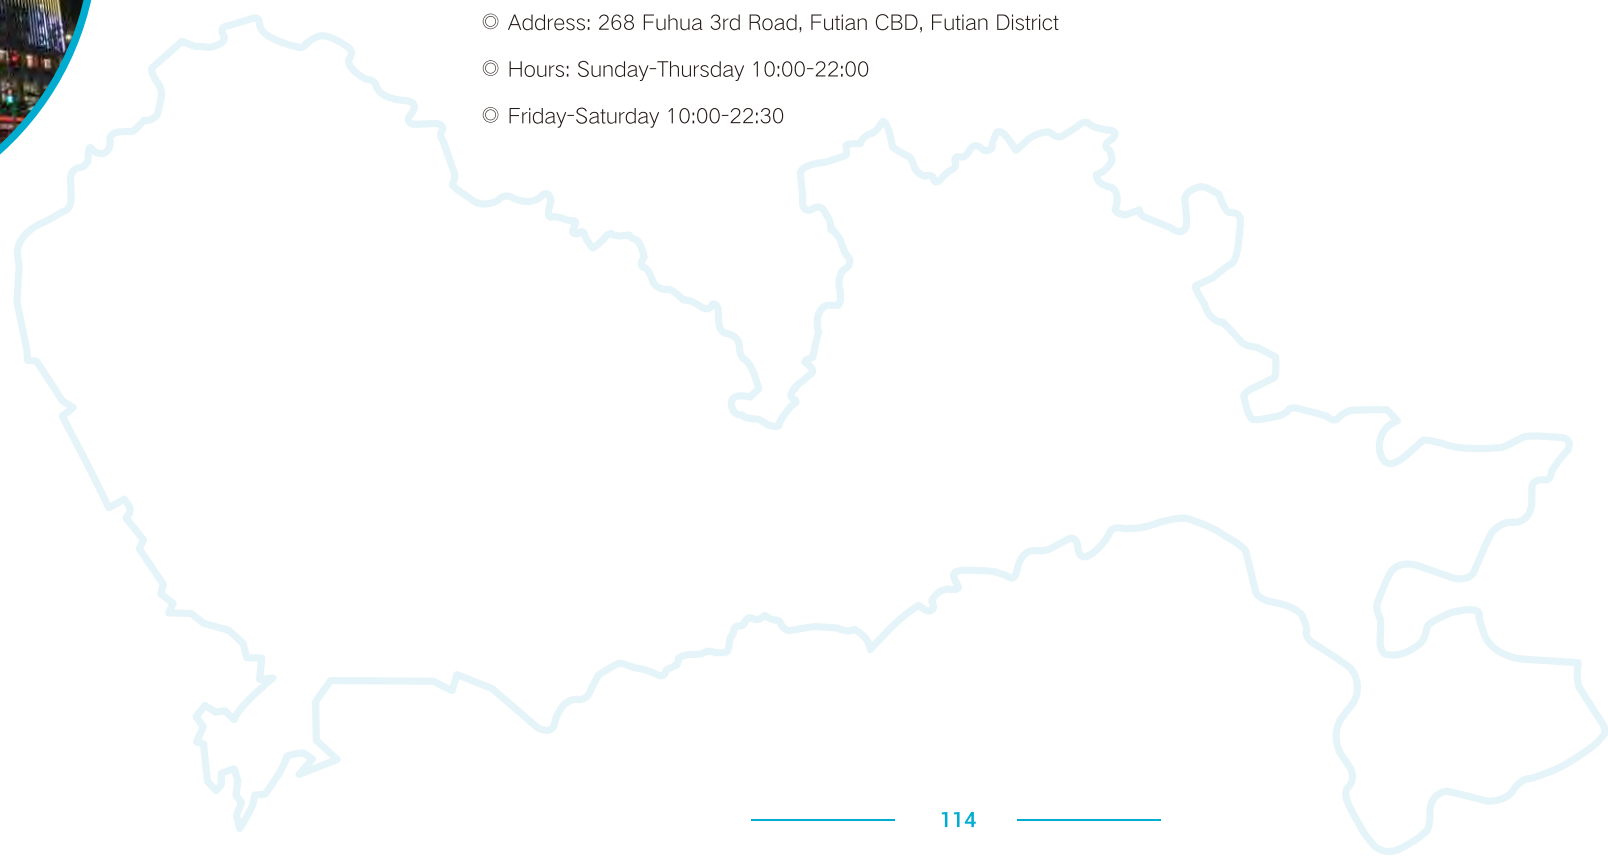 ◎ Address: 268 Fuhua 3rd Road, Futian CBD, Futian District
◎ Hours: Sunday-Thursday 10:00-22:00
◎ Friday-Saturday 10:00-22:30
114